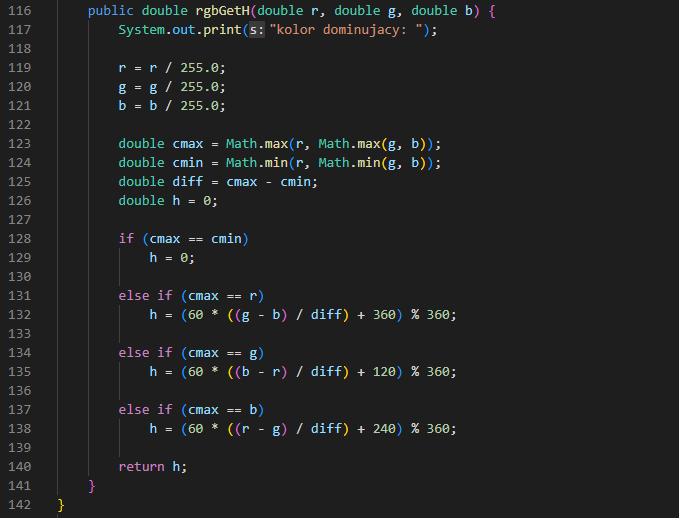 116 public double rgbGetH(double r, double g, double b) {
117 System.out.print(s: "kolor dominujacy: ");
118
119 r = r / 255.0;
120 g = g / 255.0;
121 b = b / 255.0;
122
123 double cmax = Math.max(r, Math.max(g, b));
124 double cmin = Math.min(r, Math.min(g, b));
125 double diff = cmax - cmin;
126 double h = 0;
127
128 if (cmax == cmin)
129 h = 0;
130
131 else if (cmax == r)
132 h = (60 * ((g - b) / diff) + 360) % 360;
133
134 else if (cmax == g)
135 h = (60 * ((b - r) / diff) + 120) % 360;
136
137 else if (cmax == b)
138 h = (60 * ((r - g) / diff) + 240) % 360;
139
140 return h;
141 }
142 }